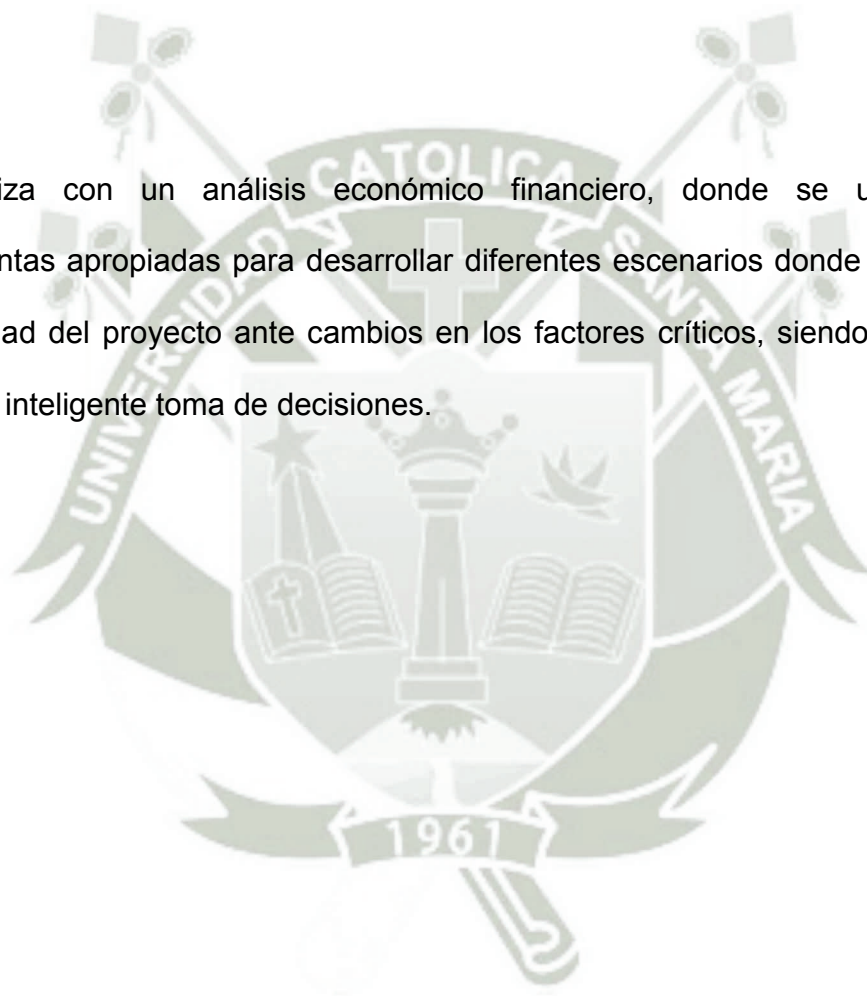 iza con un análisis económico financiero, donde se u
ntas apropiadas para desarrollar diferentes escenarios donde
ad del proyecto ante cambios en los factores críticos, siendo
inteligente toma de decisiones.
UNIVERSIDAD CATOLICA SANTA MARIA
1961